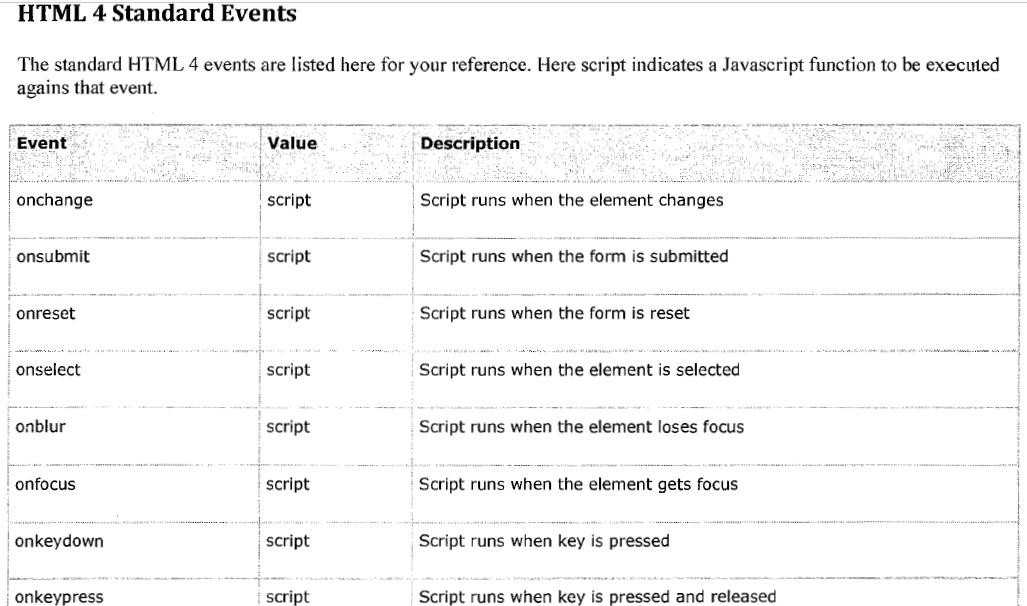 HTML 4 Standard Events
The standard HTML 4 events are listed here for your reference. Here script indicates a Javascript function to be executed
agains that event.
Event Value Description
onchange script Script runs when the element changes
onsubmit script Script runs when the form is submitted
onreset script Script runs when the form is reset
onselect script Script runs when the element is selected
onblur script Script runs when the element loses focus
onfocus script Script runs when the element gets focus
onkeydown script Script runs when key is pressed
onkeypress script Script runs when key is pressed and released